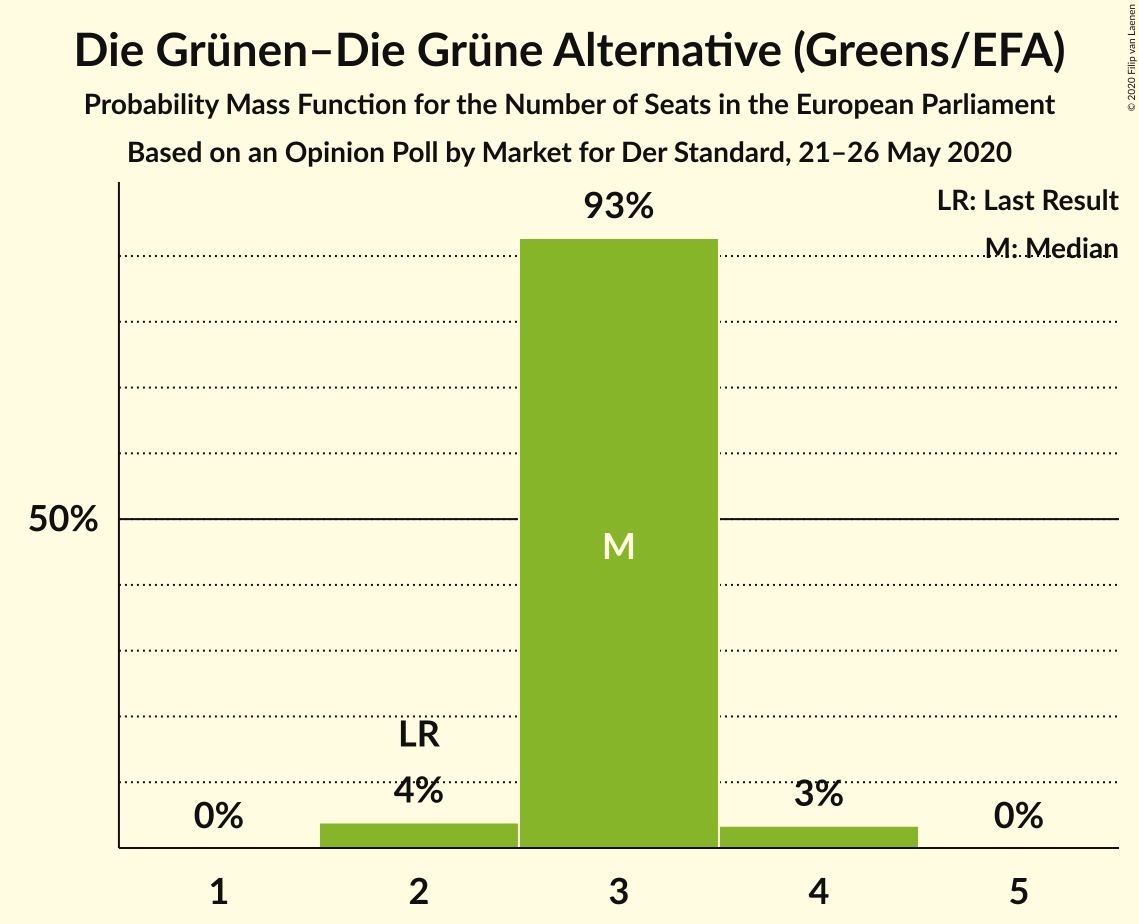 Die Grünen–Die Grüne Alternative (Greens/EFA)
Probability Mass Function for the Number of Seats in the European Parliament
Based on an Opinion Poll by Market for Der Standard, 21–26 May 2020
© 2020 Filip van Laenen
LR: Last Result
M: Median
93%
50%
M
LR
0%
4%
3%
0%
1 2 3 4 5